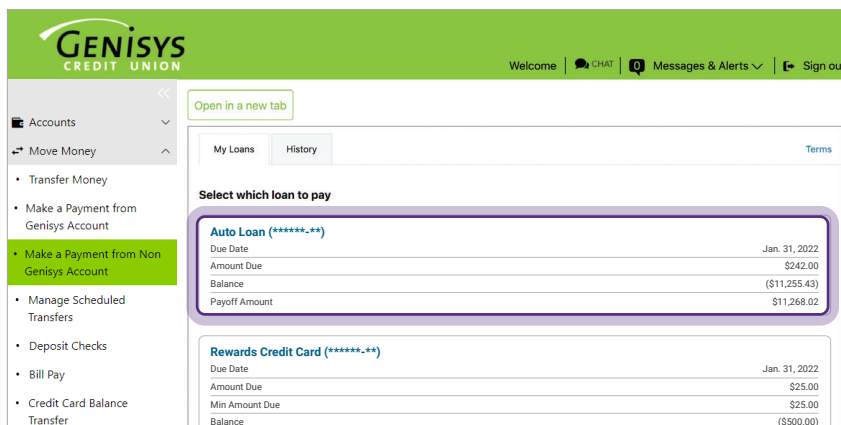 GENiSYS
CREDIT UNION
Welcome CHAT 0 Messages & Alerts Sign ou
Open in a new tab
Accounts
Move Money
• Transfer Money
• Make a Payment from
Genisys Account
• Make a Payment from Non
Genisys Account
• Manage Scheduled
Transfers
• Deposit Checks
• Bill Pay
• Credit Card Balance
Transfer
My Loans History Terms
Select which loan to pay
Auto Loan (******-**)
Due Date Jan. 31, 2022
Amount Due $242.00
Balance ($11,255.43)
Payoff Amount $11,268.02
Rewards Credit Card (******-**)
Due Date Jan. 31, 2022
Amount Due $25.00
Min Amount Due $25.00
Balance ($500.00)